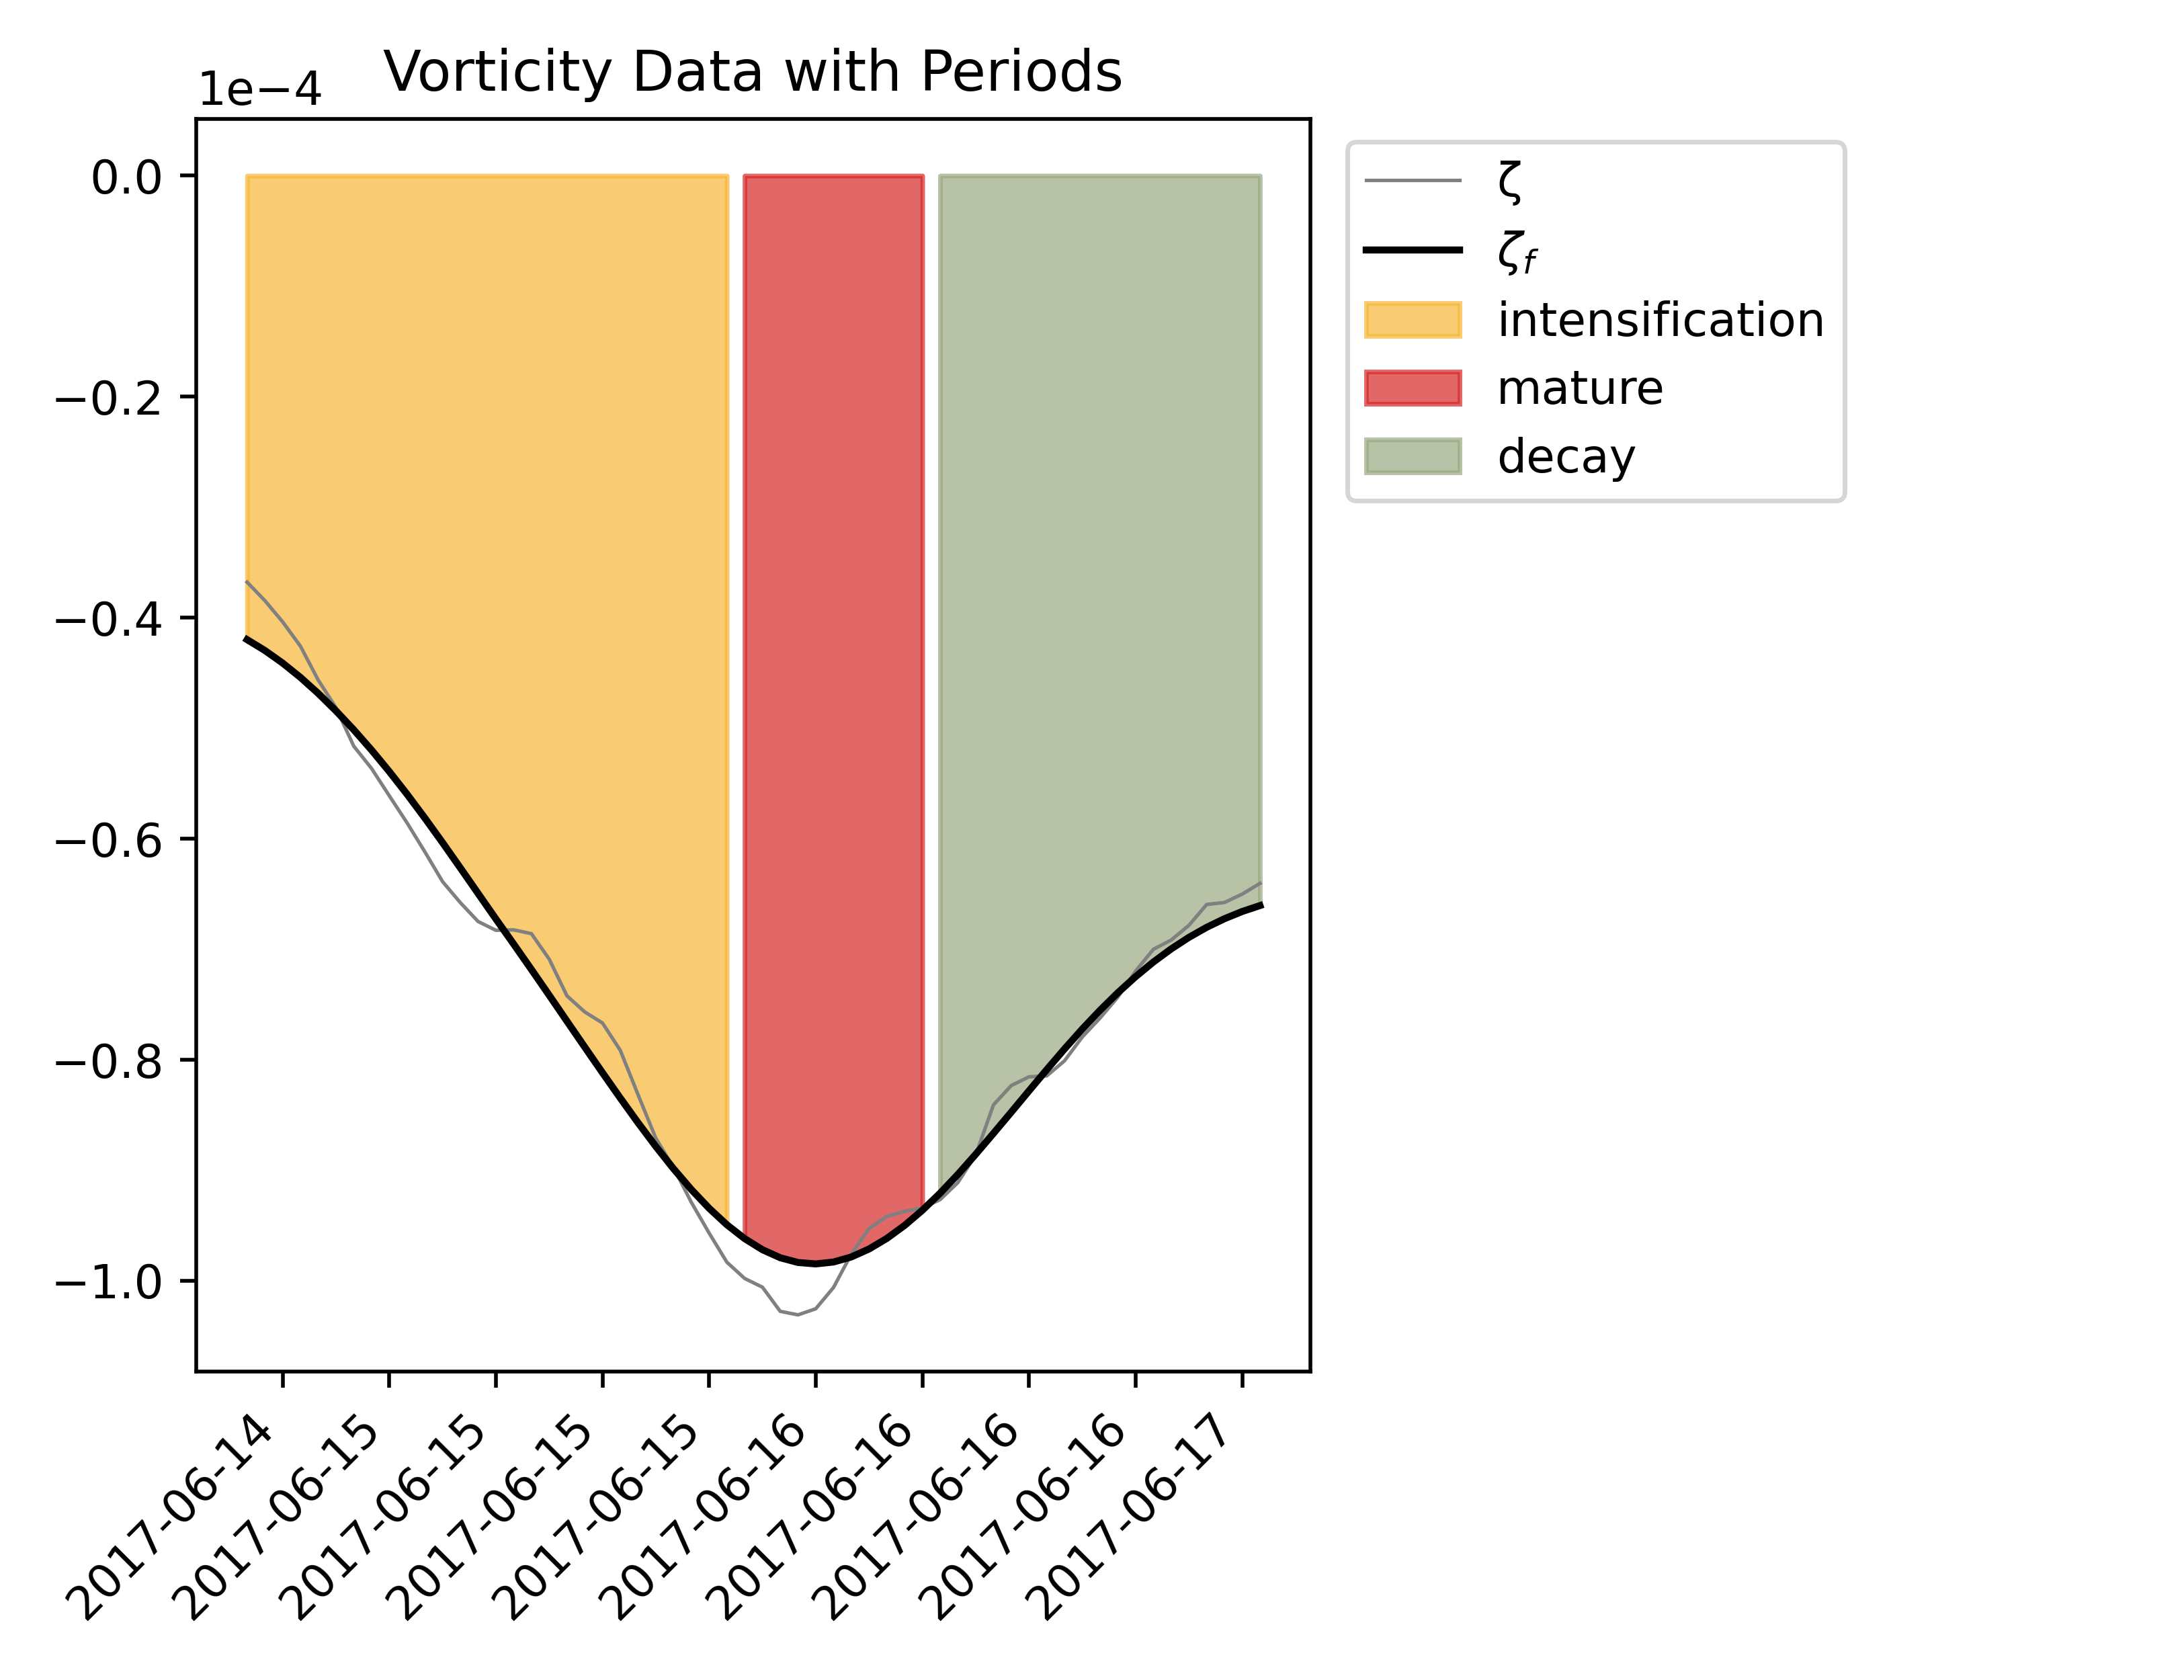 Vorticity Data with Periods
1e−4
0.0
−0.2
−0.4
−0.6
−0.8
−1.0
2017-06-14
2017-06-15
2017-06-15
2017-06-15
2017-06-15
2017-06-16
2017-06-16
2017-06-16
2017-06-16
2017-06-17
ζ
ζf
intensification
mature
decay